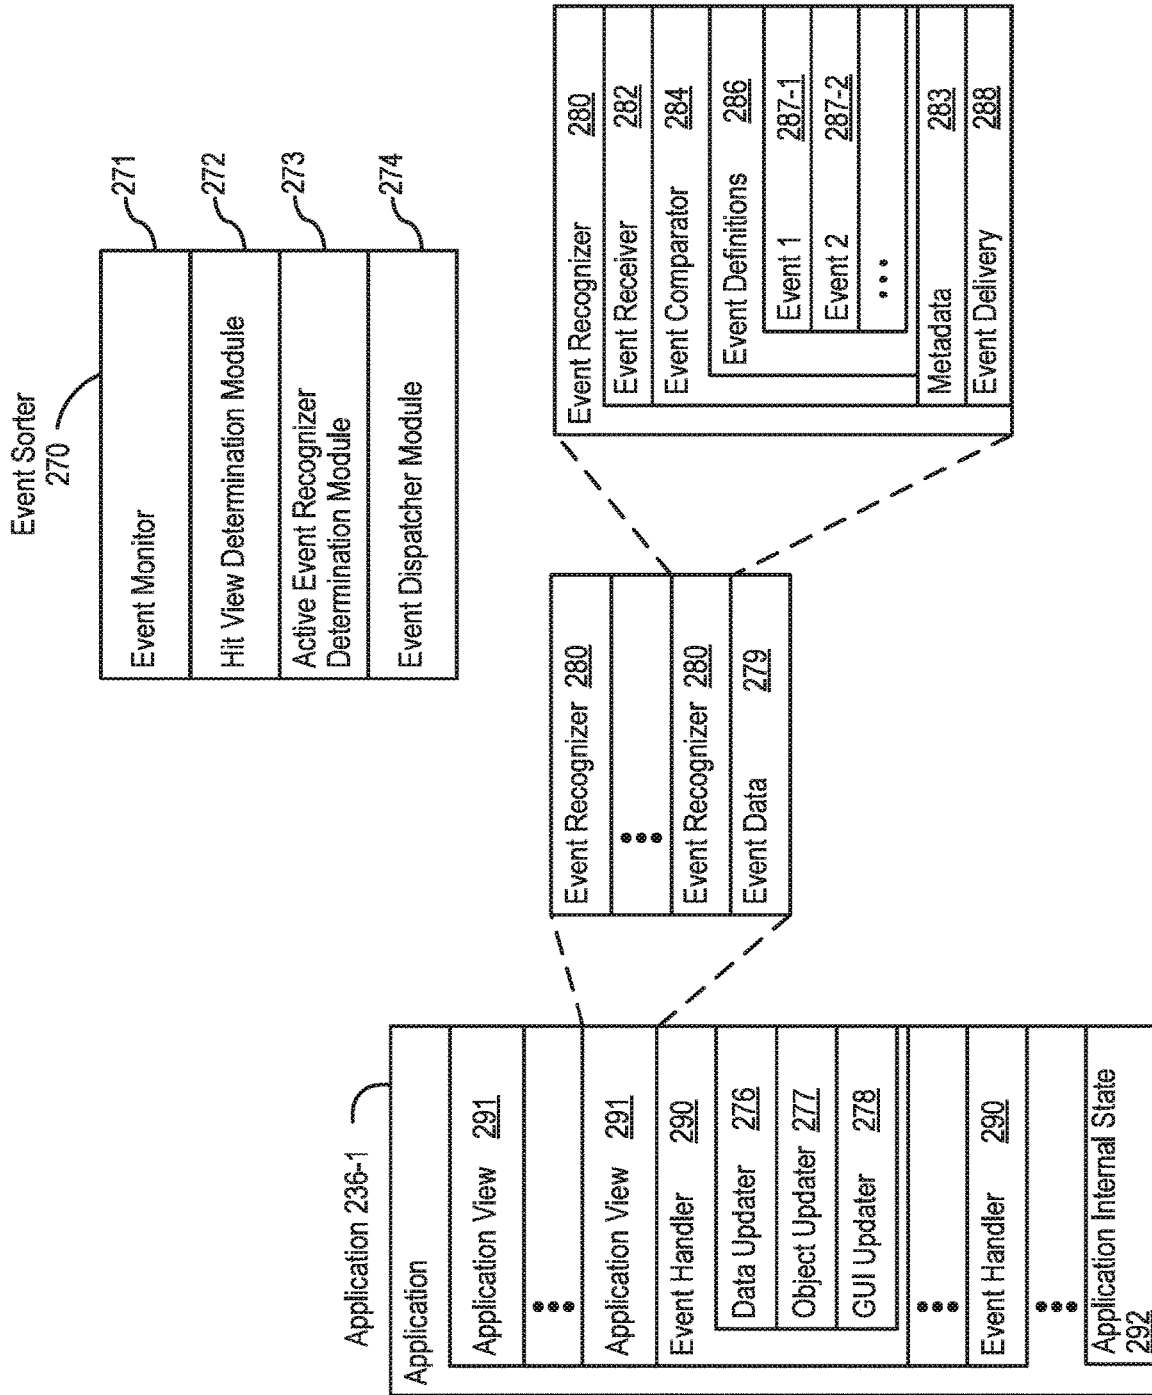 Event Sorter
270
Event Monitor
271
Hit View Determination Module
272
Active Event Recognizer
Determination Module
273
Event Dispatcher Module
274
Application 236-1
Application
Application View 291
•••
Application View 291
Event Handler 290
Data Updater 276
Object Updater 277
GUI Updater 278
•••
Event Handler 290
•••
Application Internal State
292
Event Recognizer 280
•••
Event Recognizer 280
Event Data 279
Event Recognizer 280
Event Receiver 282
Event Comparator 284
Event Definitions 286
Event 1 287-1
Event 2 287-2
•••
Metadata 283
Event Delivery 288